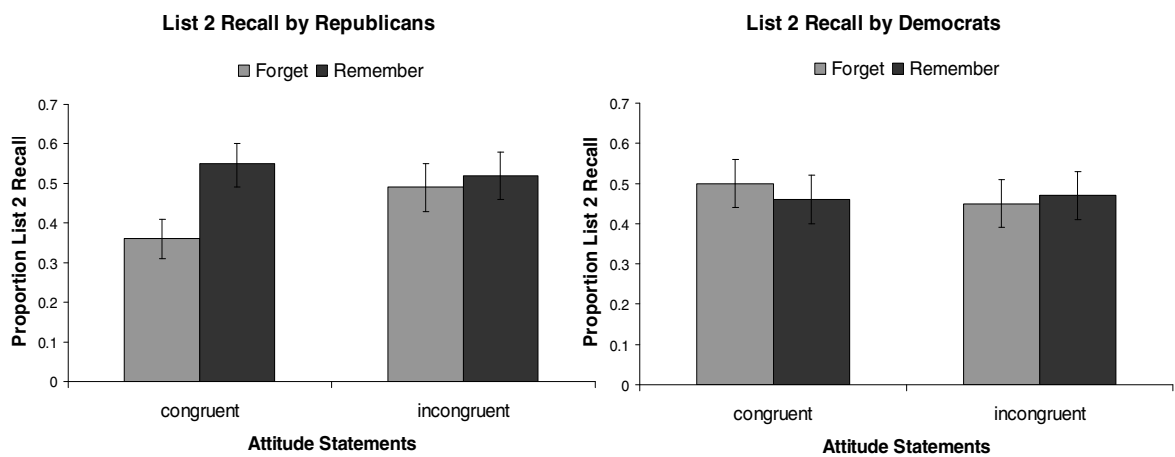 List 2 Recall by Republicans
Forget Remember
Proportion List 2 Recall
0.7
0.6
0.5
0.4
0.3
0.2
0.1
0
congruent incongruent
Attitude Statements
List 2 Recall by Democrats
Forget Remember
Proportion List 2 Recall
0.7
0.6
0.5
0.4
0.3
0.2
0.1
0
congruent incongruent
Attitude Statements